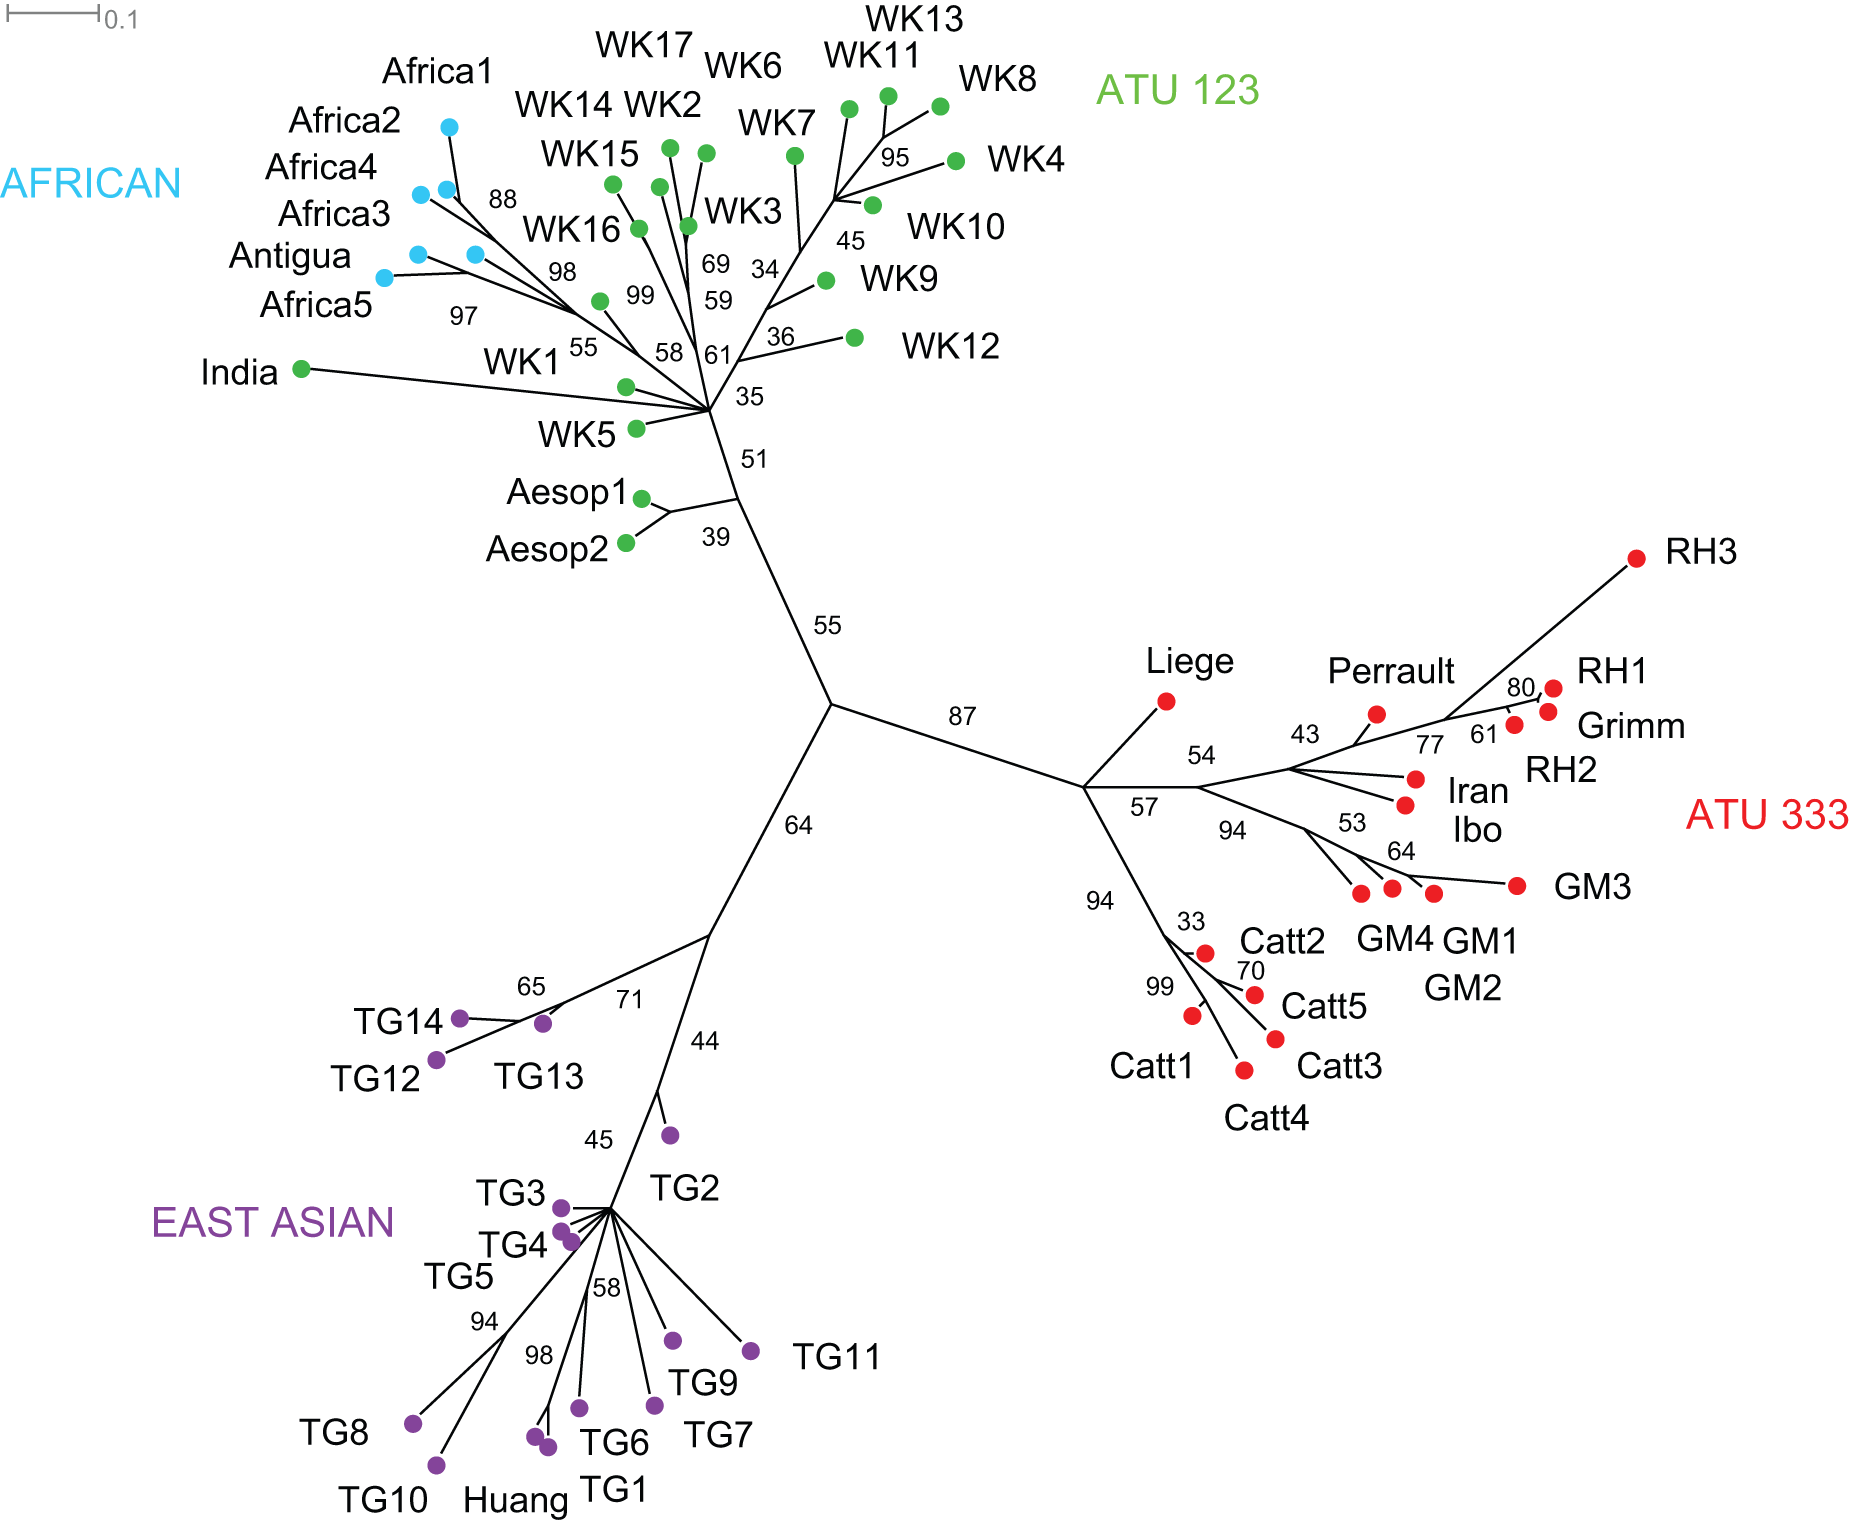 0.1
WK13
WK17
WK11
WK6
Africa1
WK8
ATU 123
WK14 WK2
Africa2
WK7
WK15
95
WK4
Africa4
AFRICAN
88
Africa3
WK16
WK3
WK10
45
Antigua
98
69
34
WK9
Africa5
99
59
97
36
WK12
55
58
61
WK1
India
35
WK5
51
Aesop1
39
Aesop2
RH3
55
Liege
Perrault
RH1
80
87
Grimm
43
61
77
54
RH2
Iran
57
ATU 333
53
Ibo
94
64
64
GM3
94
33
Catt2
GM4 GM1
70
65
99
GM2
71
Catt5
TG14
44
Catt1
Catt3
TG12
TG13
Catt4
45
TG3
TG2
EAST ASIAN
TG4
TG5
58
94
98
TG11
TG9
TG8
TG7
TG6
TG1
TG10
Huang